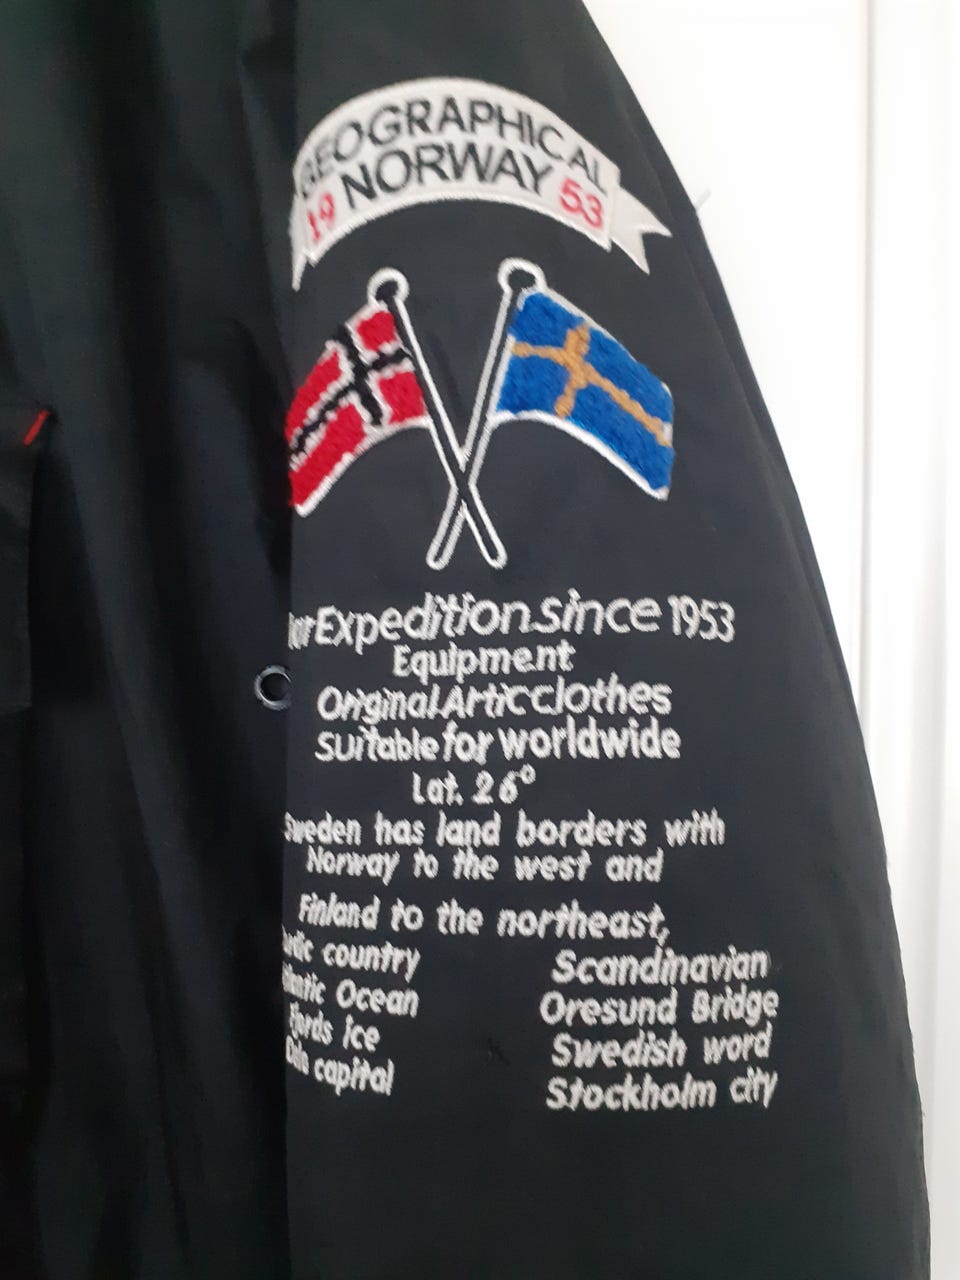 GEOGRAPHICAL
19 NORWAY 53
Expedition since 1953
Equipment
Original Artic clothes
Suitable for worldwide
Lat. 26°
Sweden has land borders with
Norway to the west and
Finland to the northeast,
country
Scandinavian
Ocean
Oresund Bridge
Fjords ice
Swedish word
capital
Stockholm city